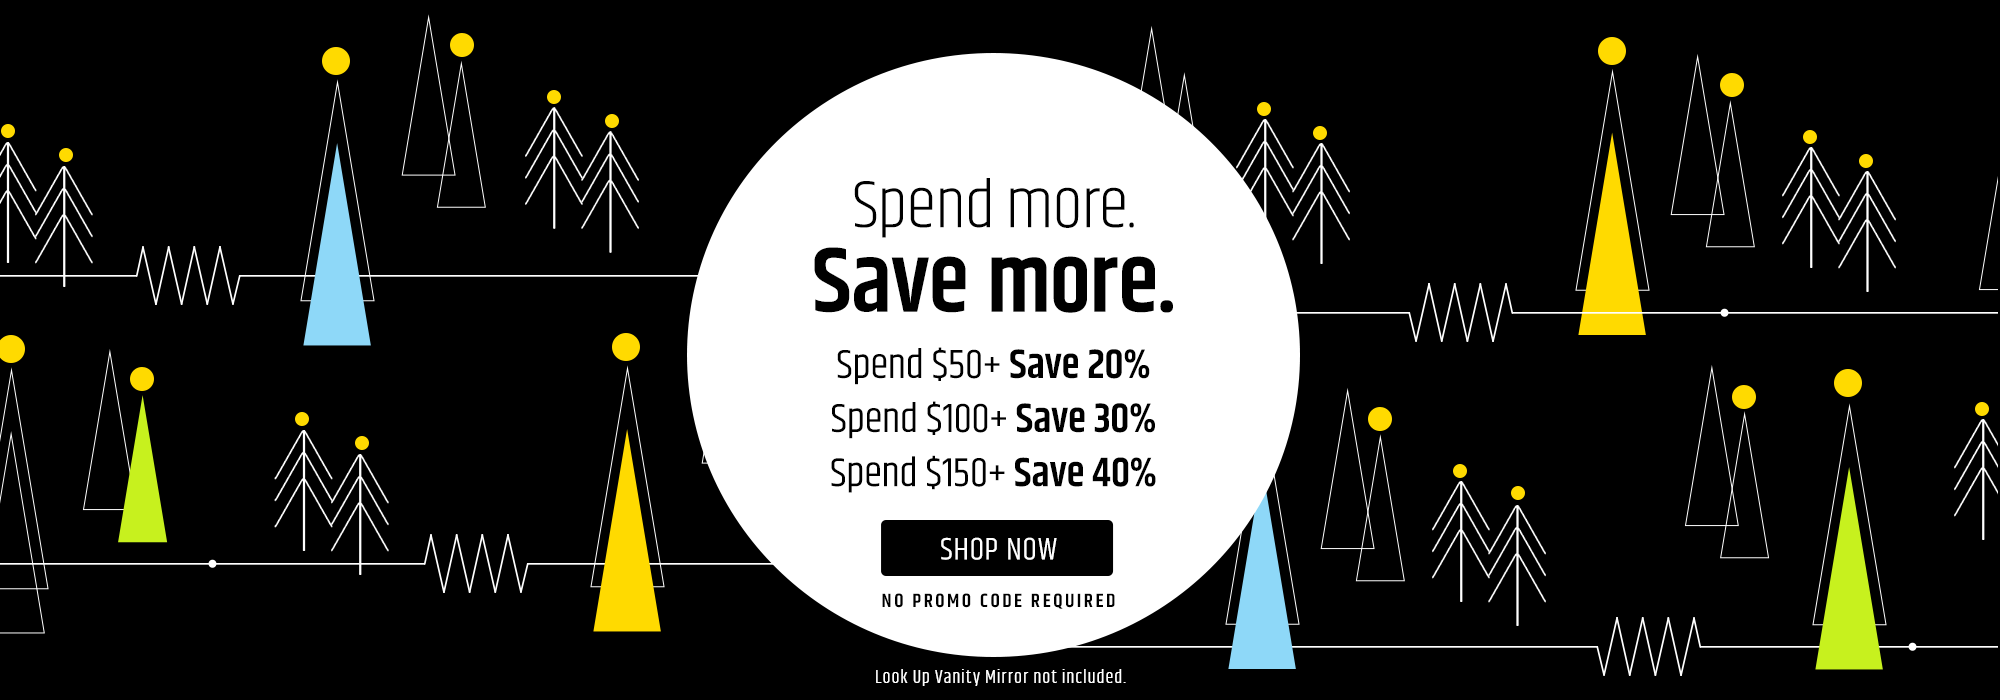 Spend more.
Save more.
Spend $50+ Save 20%
Spend $100+ Save 30%
Spend $150+ Save 40%
SHOP NOW
NO PROMO CODE REQUIRED
Look Up Vanity Mirror not included.